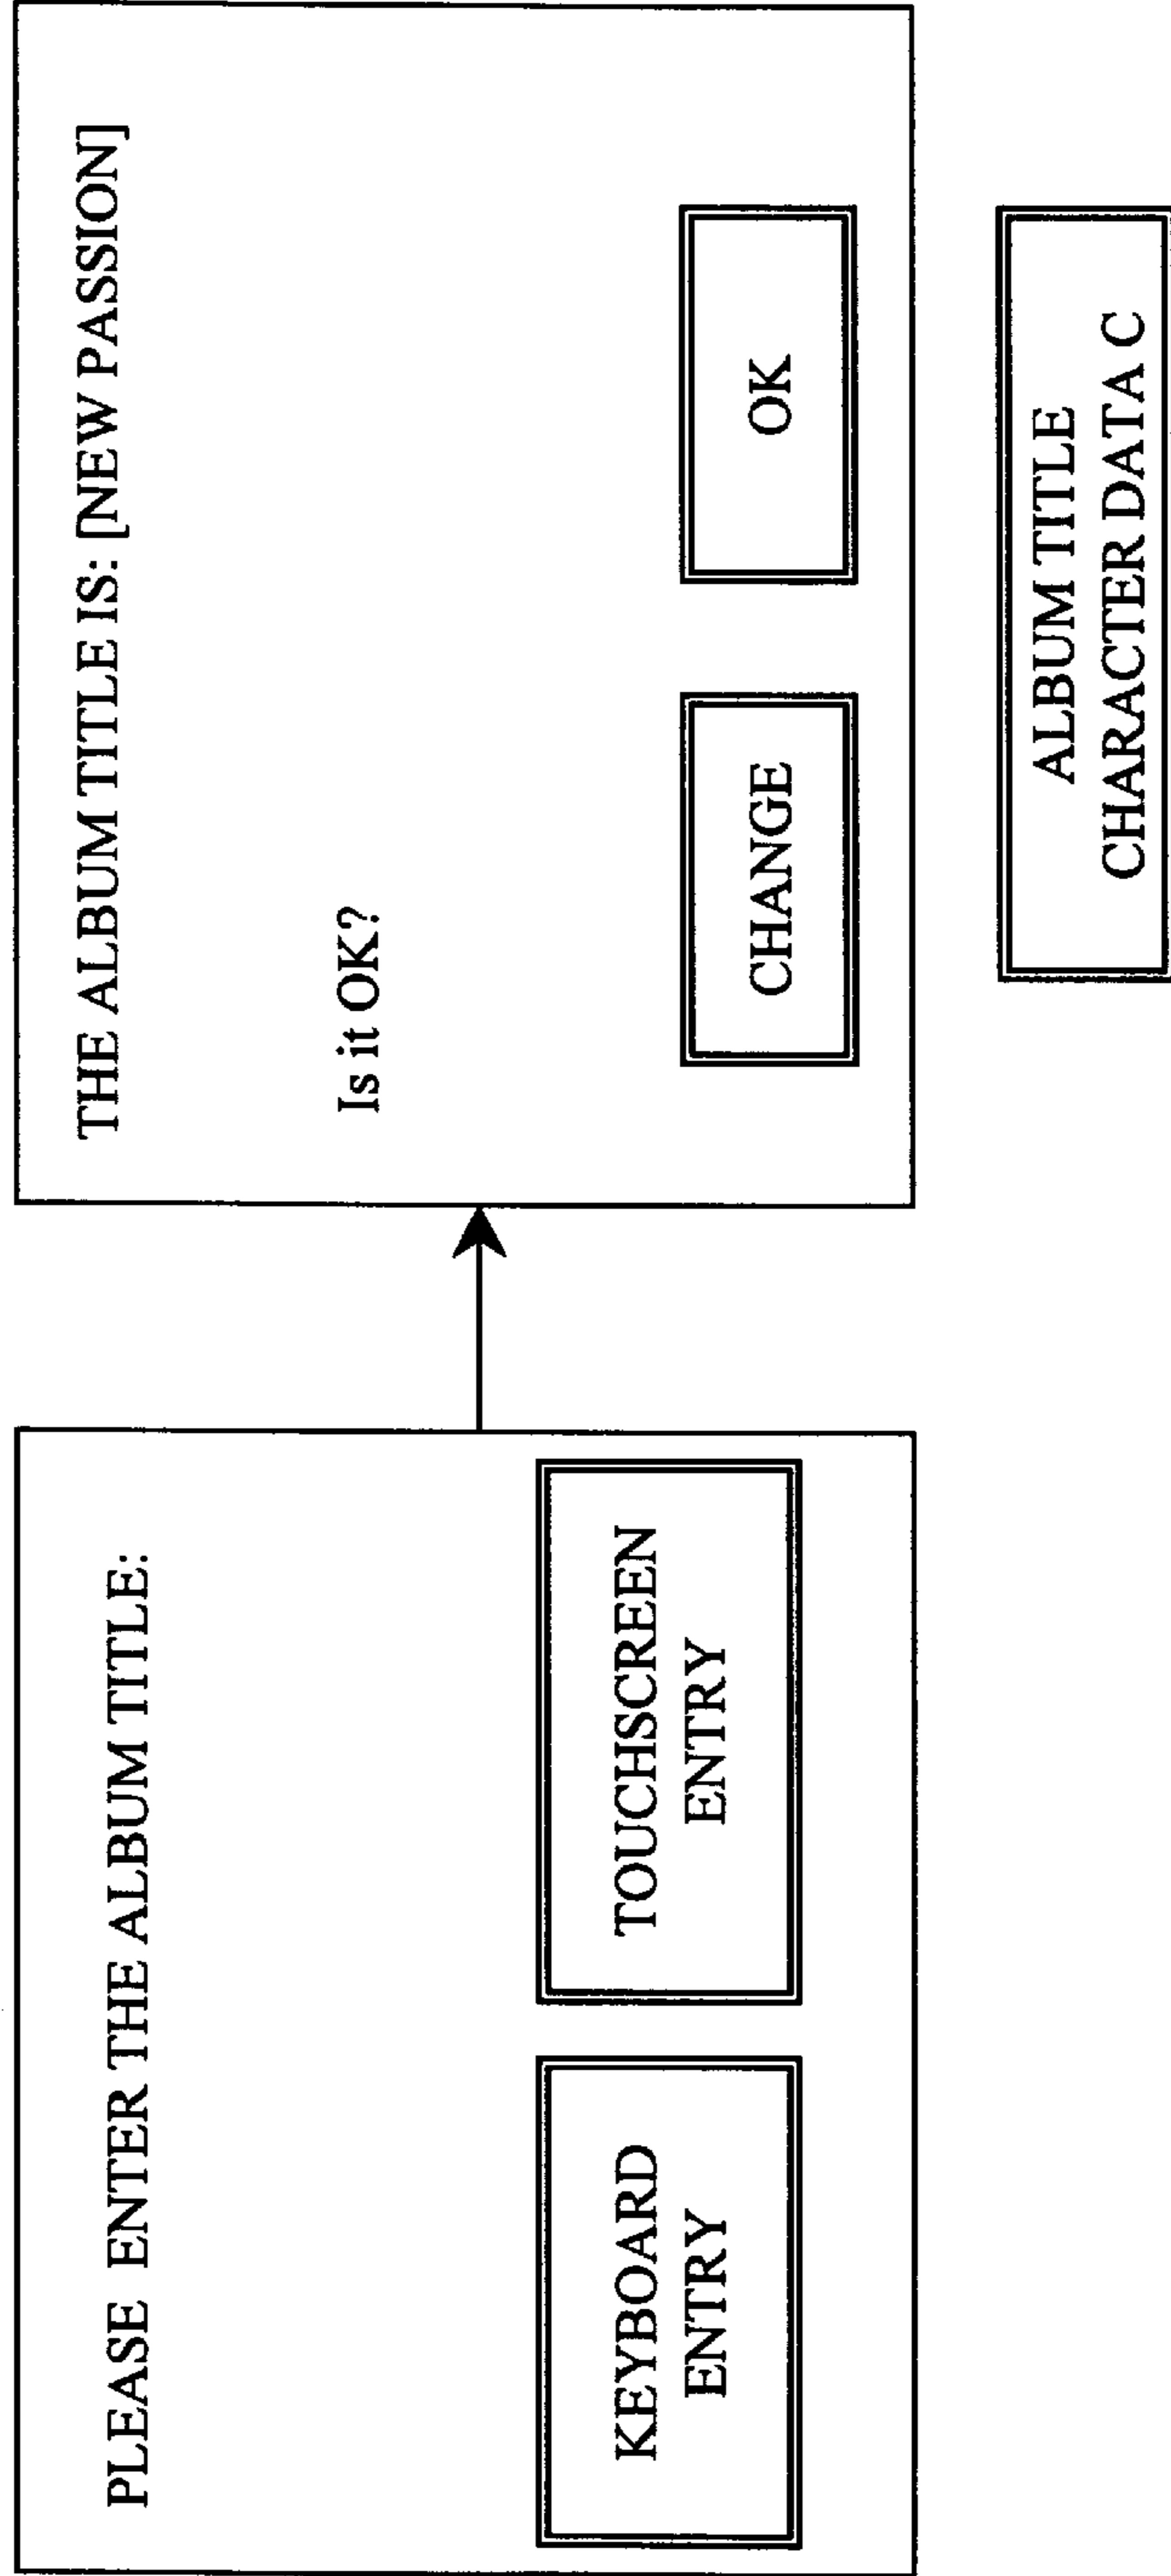 PLEASE ENTER THE ALBUM TITLE:
KEYBOARD
ENTRY
TOUCHSCREEN
ENTRY
THE ALBUM TITLE IS: [NEW PASSION]
Is it OK?
CHANGE
OK
ALBUM TITLE
CHARACTER DATA C